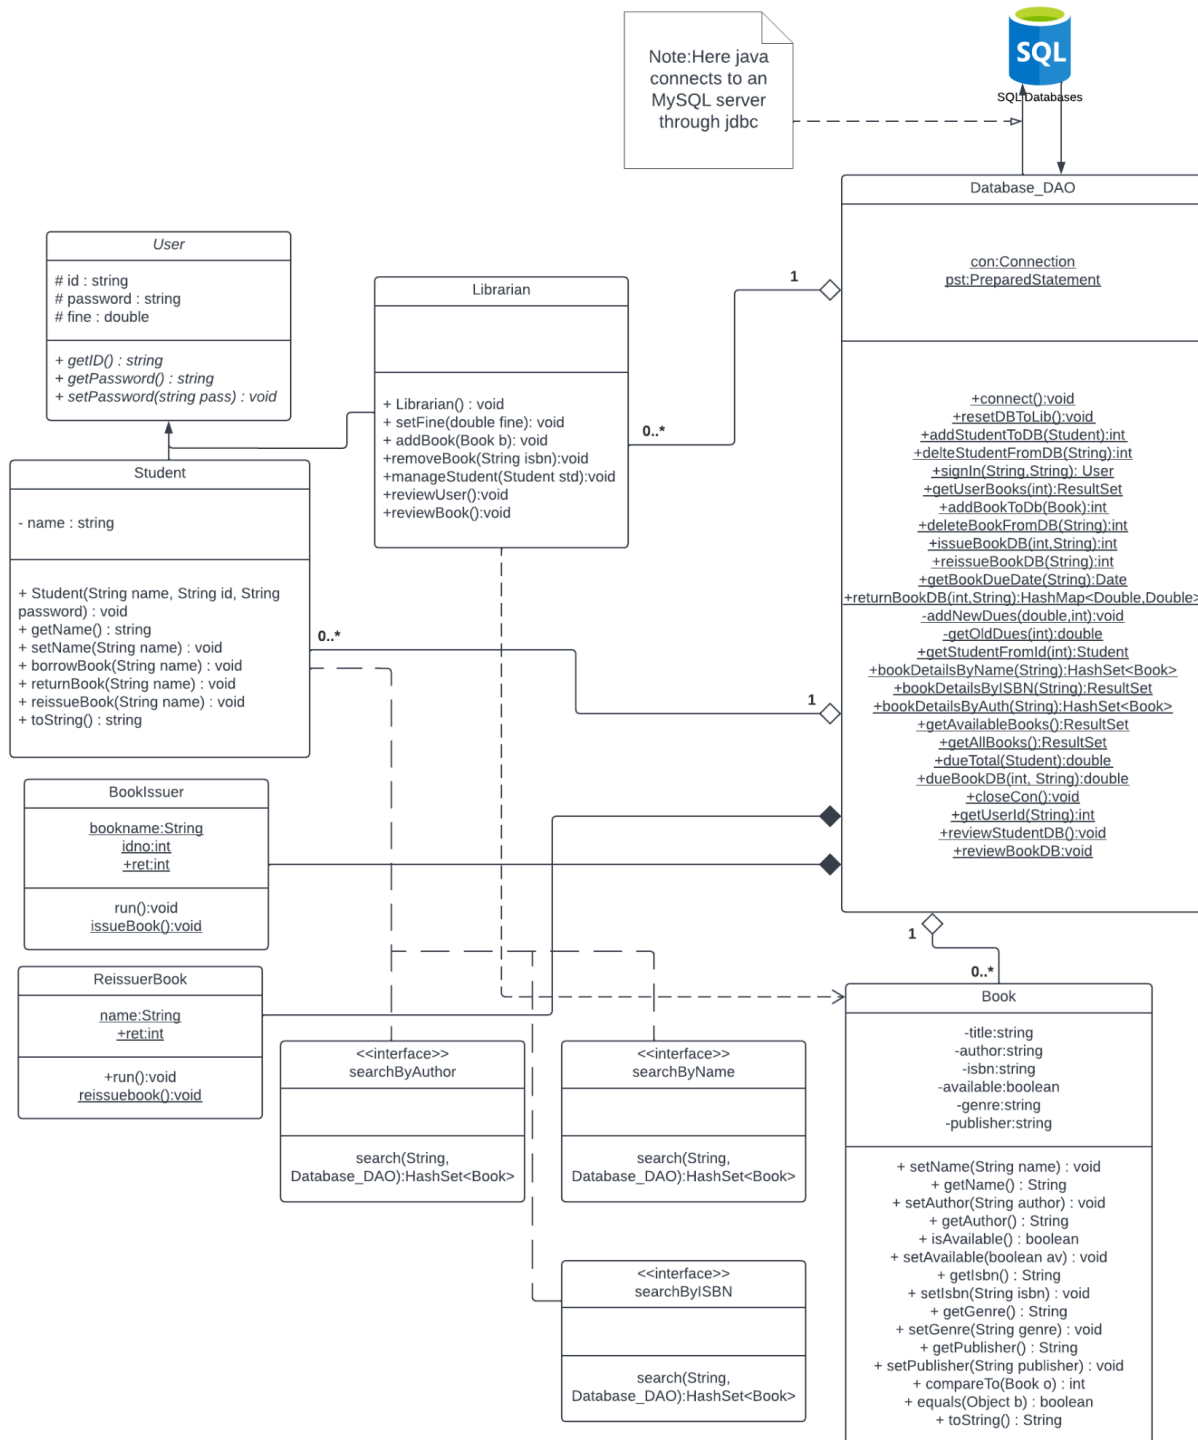 Note:Here java
connects to an
MySQL server
through jdbc
SQL
SQL Databases
Database_DAO
con:Connection
pst:PreparedStatement
+connect():void
+resetDBToLib():void
+addStudentToDB(Student):int
+delteStudentFromDB(String):int
+signIn(String,String): User
+getUserBooks(int):ResultSet
+addBookToDb(Book):int
+deleteBookFromDB(String):int
+issueBookDB(int,String):int
+reissueBookDB(String):int
+getBookDueDate(String):Date
+returnBookDB(int,String):HashMap<Double,Double>
-addNewDues(double,int):void
-getOldDues(int):double
+getStudentFromId(int):Student
+bookDetailsByName(String):HashSet<Book>
+bookDetailsByISBN(String):ResultSet
+bookDetailsByAuth(String):HashSet<Book>
+getAvailableBooks():ResultSet
+getAllBooks():ResultSet
+dueTotal(Student):double
+dueBookDB(int, String):double
+closeCon():void
+getUserId(String):int
+reviewStudentDB():void
+reviewBookDB:void
User
# id : string
# password : string
# fine : double
+ getID() : string
+ getPassword() : string
+ setPassword(string pass) : void
Librarian
+ Librarian() : void
+ setFine(double fine): void
+ addBook(Book b): void
+removeBook(String isbn):void
+manageStudent(Student std):void
+reviewUser():void
+reviewBook():void
1
0..*
Student
- name : string
+ Student(String name, String id, String
password) : void
+ getName() : string
+ setName(String name) : void
+ borrowBook(String name) : void
+ returnBook(String name) : void
+ reissueBook(String name) : void
+ toString() : string
0..*
1
BookIssuer
bookname:String
idno:int
+ret:int
run():void
issueBook():void
ReissuerBook
name:String
+ret:int
+run():void
reissuebook():void
1
0..*
<<interface>>
searchByAuthor
search(String,
Database_DAO):HashSet<Book>
<<interface>>
searchByName
search(String,
Database_DAO):HashSet<Book>
<<interface>>
searchByISBN
search(String,
Database_DAO):HashSet<Book>
Book
-title:string
-author:string
-isbn:string
-available:boolean
-genre:string
-publisher:string
+ setName(String name) : void
+ getName() : String
+ setAuthor(String author) : void
+ getAuthor() : String
+ isAvailable() : boolean
+ setAvailable(boolean av) : void
+ getIsbn() : String
+ setIsbn(String isbn) : void
+ getGenre() : String
+ setGenre(String genre) : void
+ getPublisher() : String
+ setPublisher(String publisher) : void
+ compareTo(Book o) : int
+ equals(Object b) : boolean
+ toString() : String